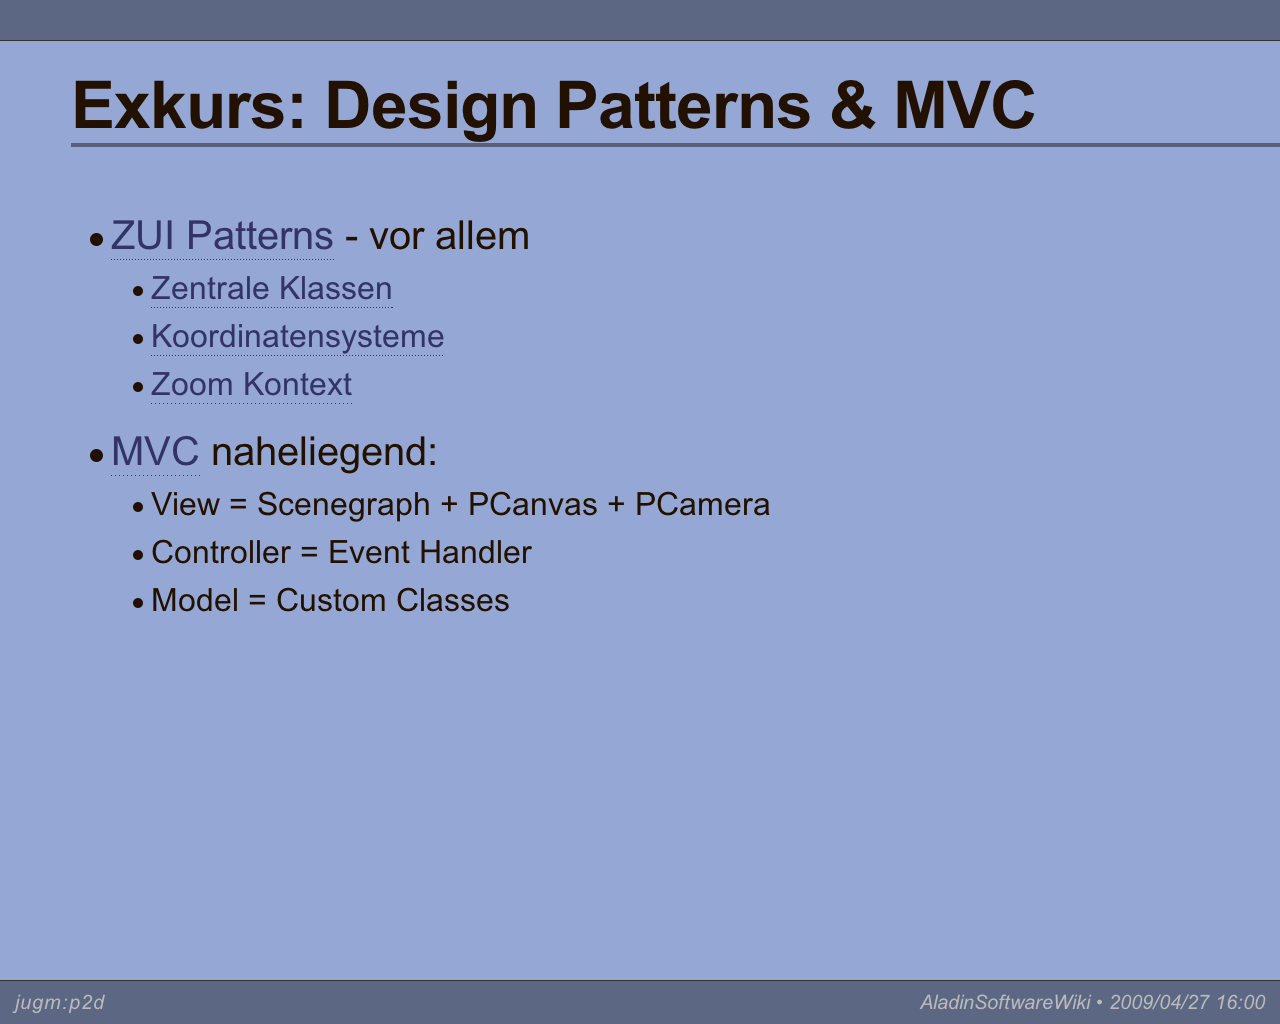 Exkurs: Design Patterns & MVC
• ZUI Patterns - vor allem
• Zentrale Klassen
• Koordinatensysteme
• Zoom Kontext
• MVC naheliegend:
• View = Scenegraph + PCanvas + PCamera
• Controller = Event Handler
• Model = Custom Classes
jugm:p2d
AladinSoftwareWiki • 2009/04/27 16:00